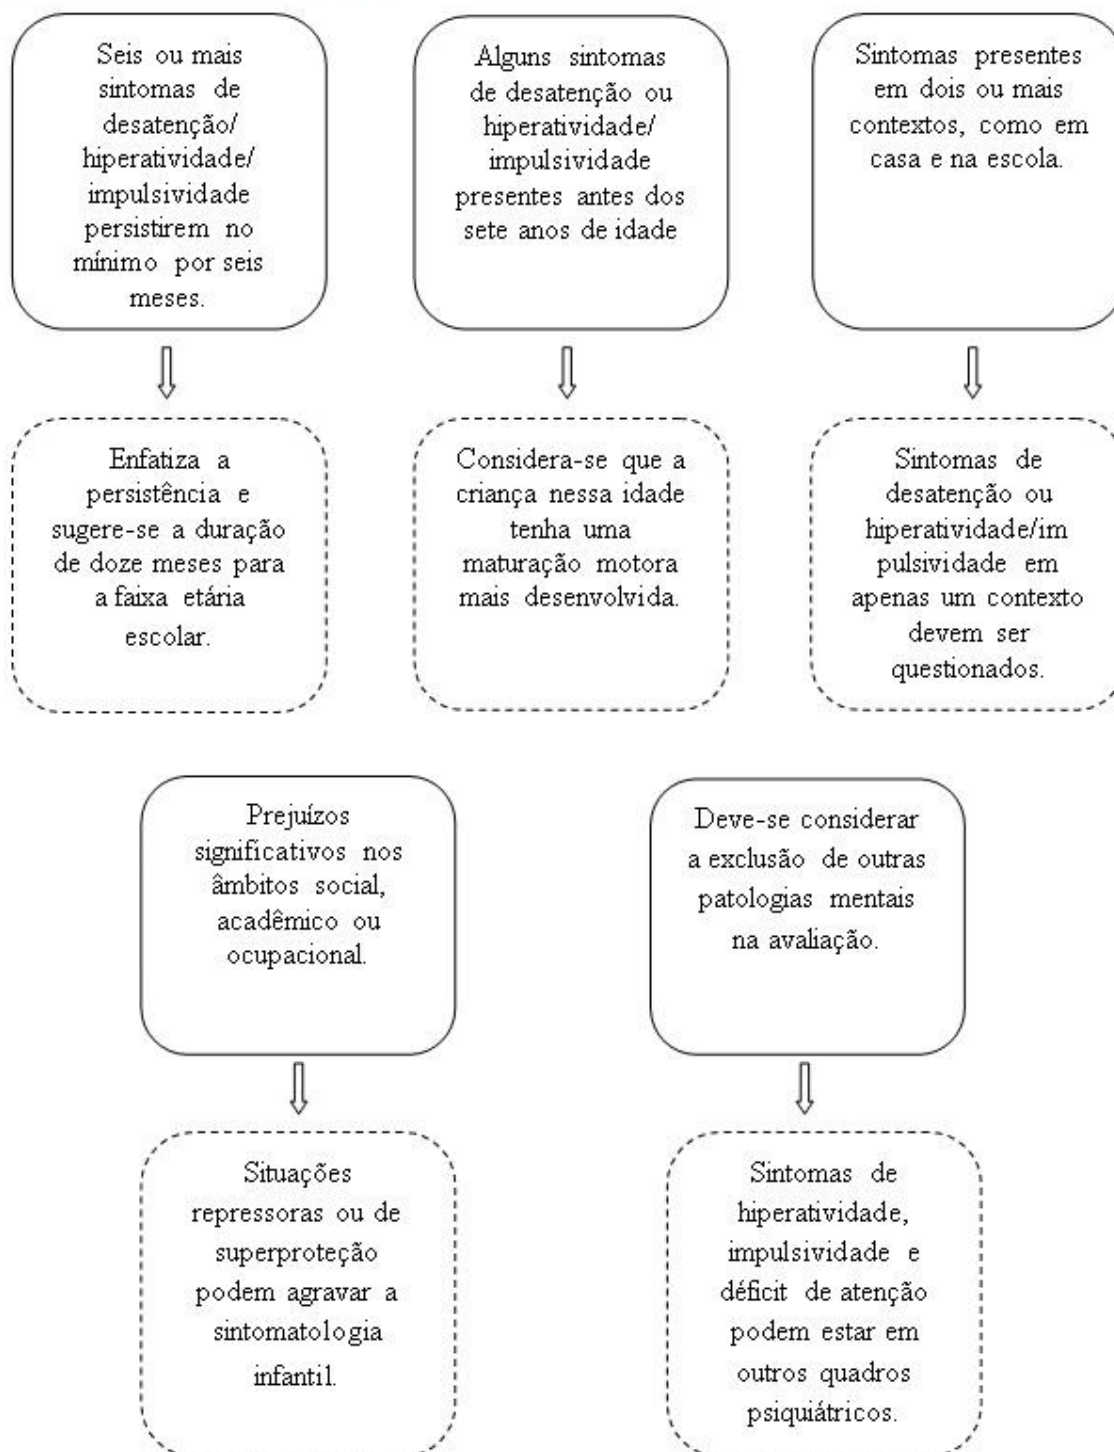 Seis ou mais
sintomas de
desatenção/
hiperatividade/
impulsividade
persistirem no
mínimo por seis
meses.
Alguns sintomas
de desatenção ou
hiperatividade/
impulsividade
presentes antes dos
sete anos de idade
Sintomas presentes
em dois ou mais
contextos, como em
casa e na escola.
Enfatiza a
persistência e
sugere-se a duração
de doze meses para
a faixa etária
escolar.
Considera-se que a
criança nessa idade
tenha uma
maturação motora
mais desenvolvida.
Sintomas de
desatenção ou
hiperatividade/im
pulsividade em
apenas um contexto
devem ser
questionados.
Prejuízos
significativos nos
âmbitos social,
acadêmico ou
ocupacional.
Deve-se considerar
a exclusão de outras
patologias mentais
na avaliação.
Situações
repressoras ou de
superproteção
podem agravar a
sintomatologia
infantil.
Sintomas de
hiperatividade,
impulsividade e
déficit de atenção
podem estar em
outros quadros
psiquiátricos.